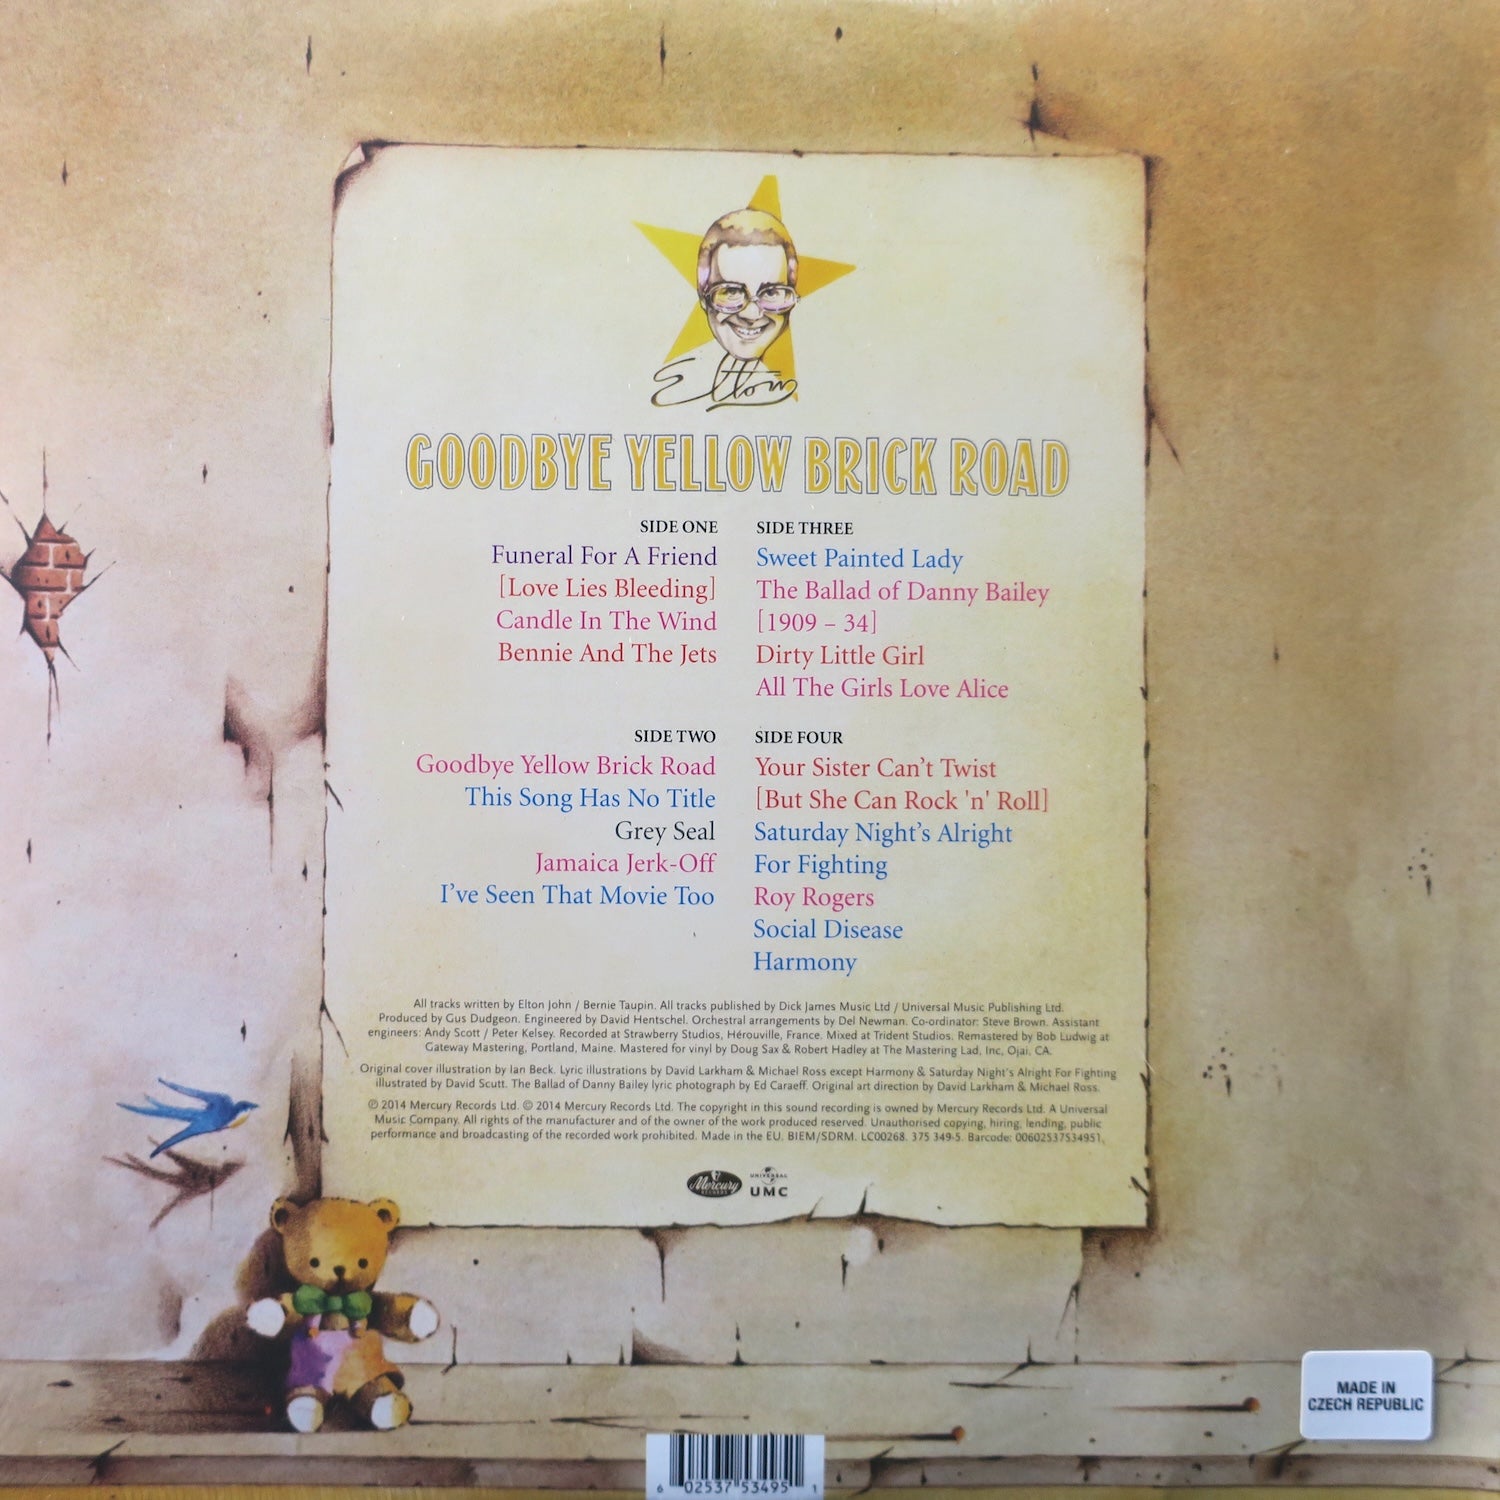 Elton
GOODBYE YELLOW BRICK ROAD
SIDE ONE
Funeral For A Friend
[Love Lies Bleeding]
Candle In The Wind
Bennie And The Jets
SIDE TWO
Goodbye Yellow Brick Road
This Song Has No Title
Grey Seal
Jamaica Jerk-Off
I've Seen That Movie Too
SIDE THREE
Sweet Painted Lady
The Ballad of Danny Bailey
[1909 – 34]
Dirty Little Girl
All The Girls Love Alice
SIDE FOUR
Your Sister Can't Twist
[But She Can Rock 'n' Roll]
Saturday Night's Alright
For Fighting
Roy Rogers
Social Disease
Harmony
All tracks written by Elton John / Bernie Taupin. All tracks published by Dick James Music Ltd / Universal Music Publishing Ltd.
Produced by Gus Dudgeon. Engineered by David Hentschel. Orchestral arrangements by Del Newman. Co-ordinator: Steve Brown. Assistant
engineers: Andy Scott / Peter Kelsey. Recorded at Strawberry Studios, Hérouville, France. Mixed at Trident Studios. Remastered by Bob Ludwig at
Gateway Mastering, Portland, Maine. Mastered for vinyl by Doug Sax & Robert Hadley at The Mastering Lad, Inc, Ojai, CA.
Original cover illustration by Ian Beck. Lyric illustrations by David Larkham & Michael Ross except Harmony & Saturday Night's Alright For Fighting
illustrated by David Scutt. The Ballad of Danny Bailey lyric photograph by Ed Caraeff. Original art direction by David Larkham & Michael Ross.
℗ 2014 Mercury Records Ltd. © 2014 Mercury Records Ltd. The copyright in this sound recording is owned by Mercury Records Ltd. A Universal
Music Company. All rights of the manufacturer and of the owner of the work produced reserved. Unauthorised copying, hiring, lending, public
performance and broadcasting of the recorded work prohibited. Made in the EU. BIEM/SDRM. LC00268. 375 349-5. Barcode: 00602537534951.
Mercury
RECORDS
UNIVERSAL
UMC
MADE IN
CZECH REPUBLIC
6 02537 53495 1